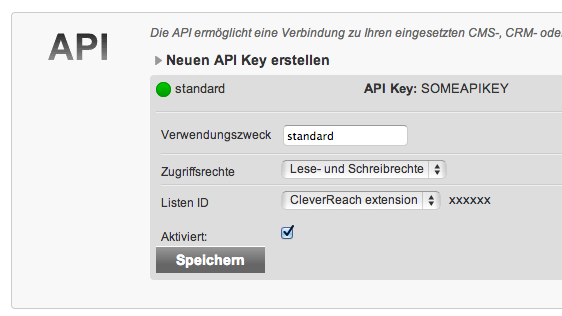 API
Die API ermöglicht eine Verbindung zu Ihren eingesetzten CMS-, CRM- ode
Neuen API Key erstellen
standard API Key: SOMEAPIKEY
Verwendungszweck standard
Zugriffsrechte Lese- und Schreibrechte
Listen ID CleverReach extension xxxxxx
Aktiviert:
Speichern